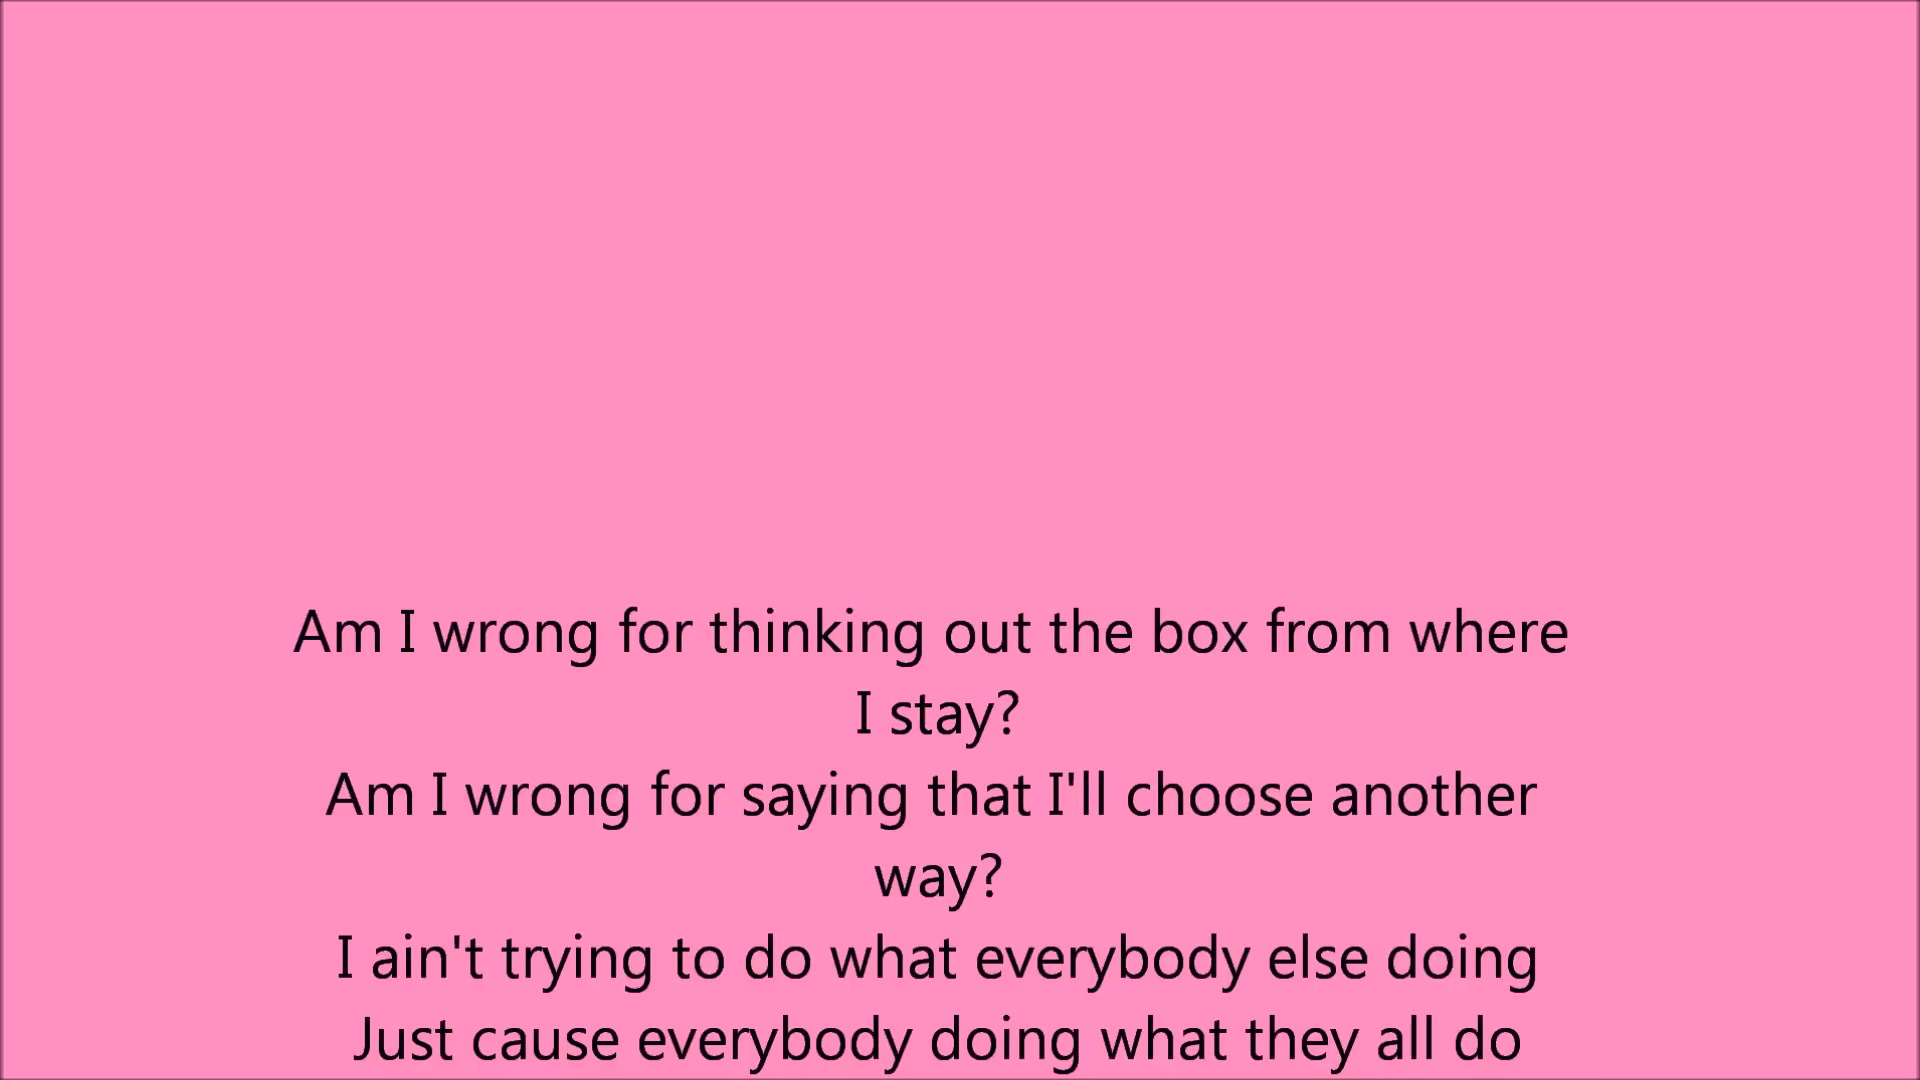 Am I wrong for thinking out the box from where
I stay?
Am I wrong for saying that I'll choose another
way?
I ain't trying to do what everybody else doing
Just cause everybody doing what they all do